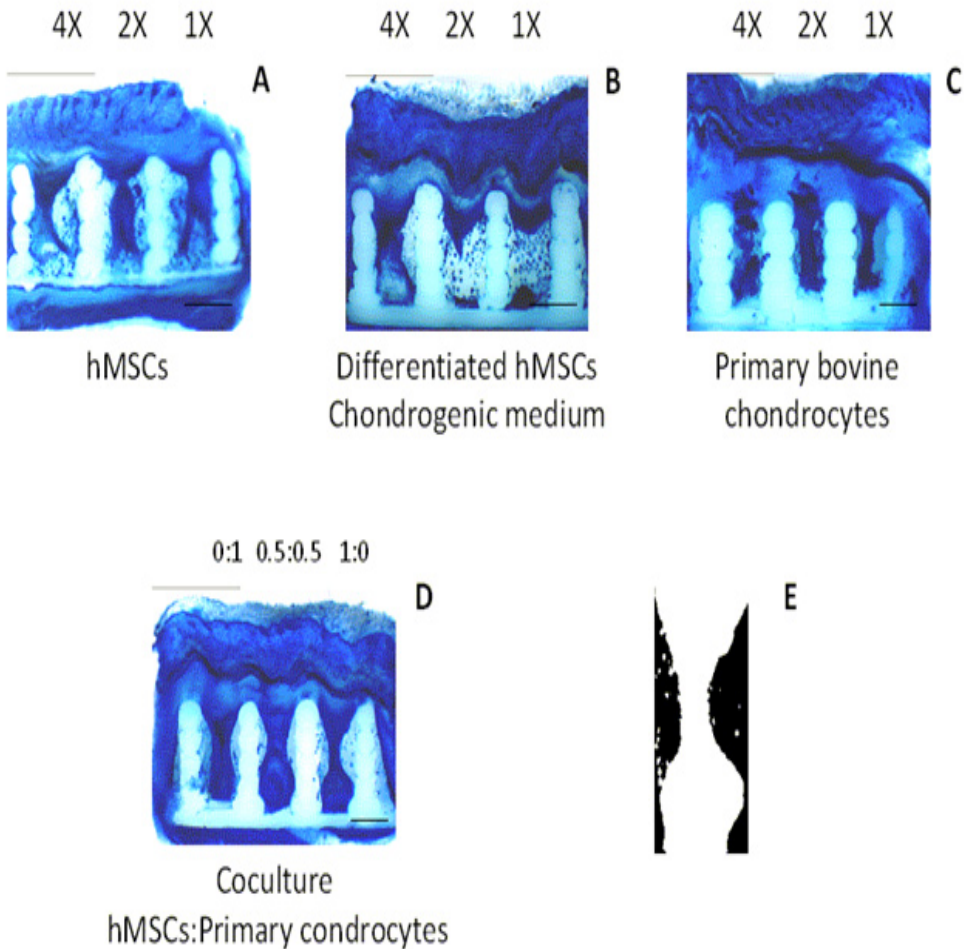 4X 2X 1X
A
hMSCs
4X 2X 1X
B
Differentiated hMSCs
Chondrogenic medium
4X 2X 1X
C
Primary bovine
chondrocytes
0:1 0.5:0.5 1:0
D
Coculture
hMSCs:Primary condrocytes
E